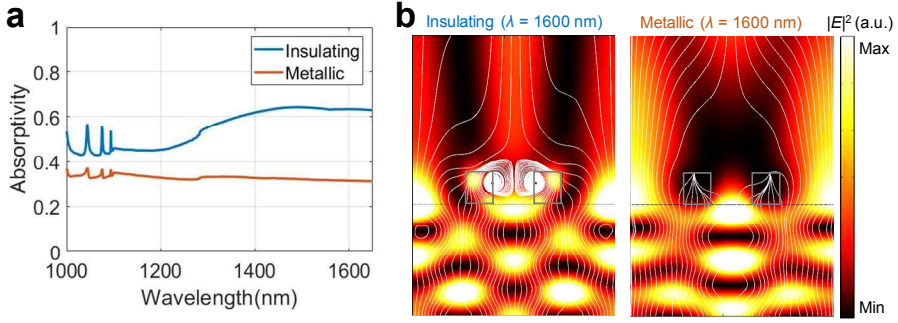 a
1
0.8
0.6
0.4
0.2
0
Absorptivity
1000
1200
1400
1600
Wavelength(nm)
Insulating
Metallic
b
Insulating (λ = 1600 nm)
Metallic (λ = 1600 nm)
|E|² (a.u.)
Max
Min